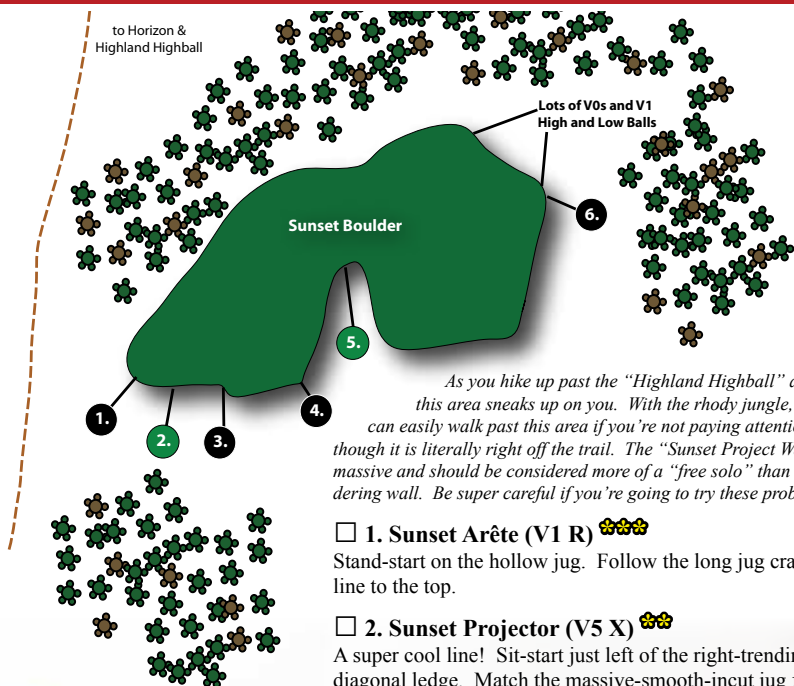 to Horizon &
Highland Highball
Lots of V0s and V1
High and Low Balls
Sunset Boulder
6.
5.
4.
1.
2.
3.
As you hike up past the “Highland Highball”
this area sneaks up on you. With the rhody jungle,
can easily walk past this area if you’re not paying
though it is literally right off the trail. The “Sunset Project
massive and should be considered more of a “free solo” than
dering wall. Be super careful if you’re going to try these
☐ 1. Sunset Arête (V1 R)
Stand-start on the hollow jug. Follow the long jug
line to the top.
☐ 2. Sunset Projector (V5 X)
A super cool line! Sit-start just left of the
diagonal ledge. Match the massive-smooth-incut jug